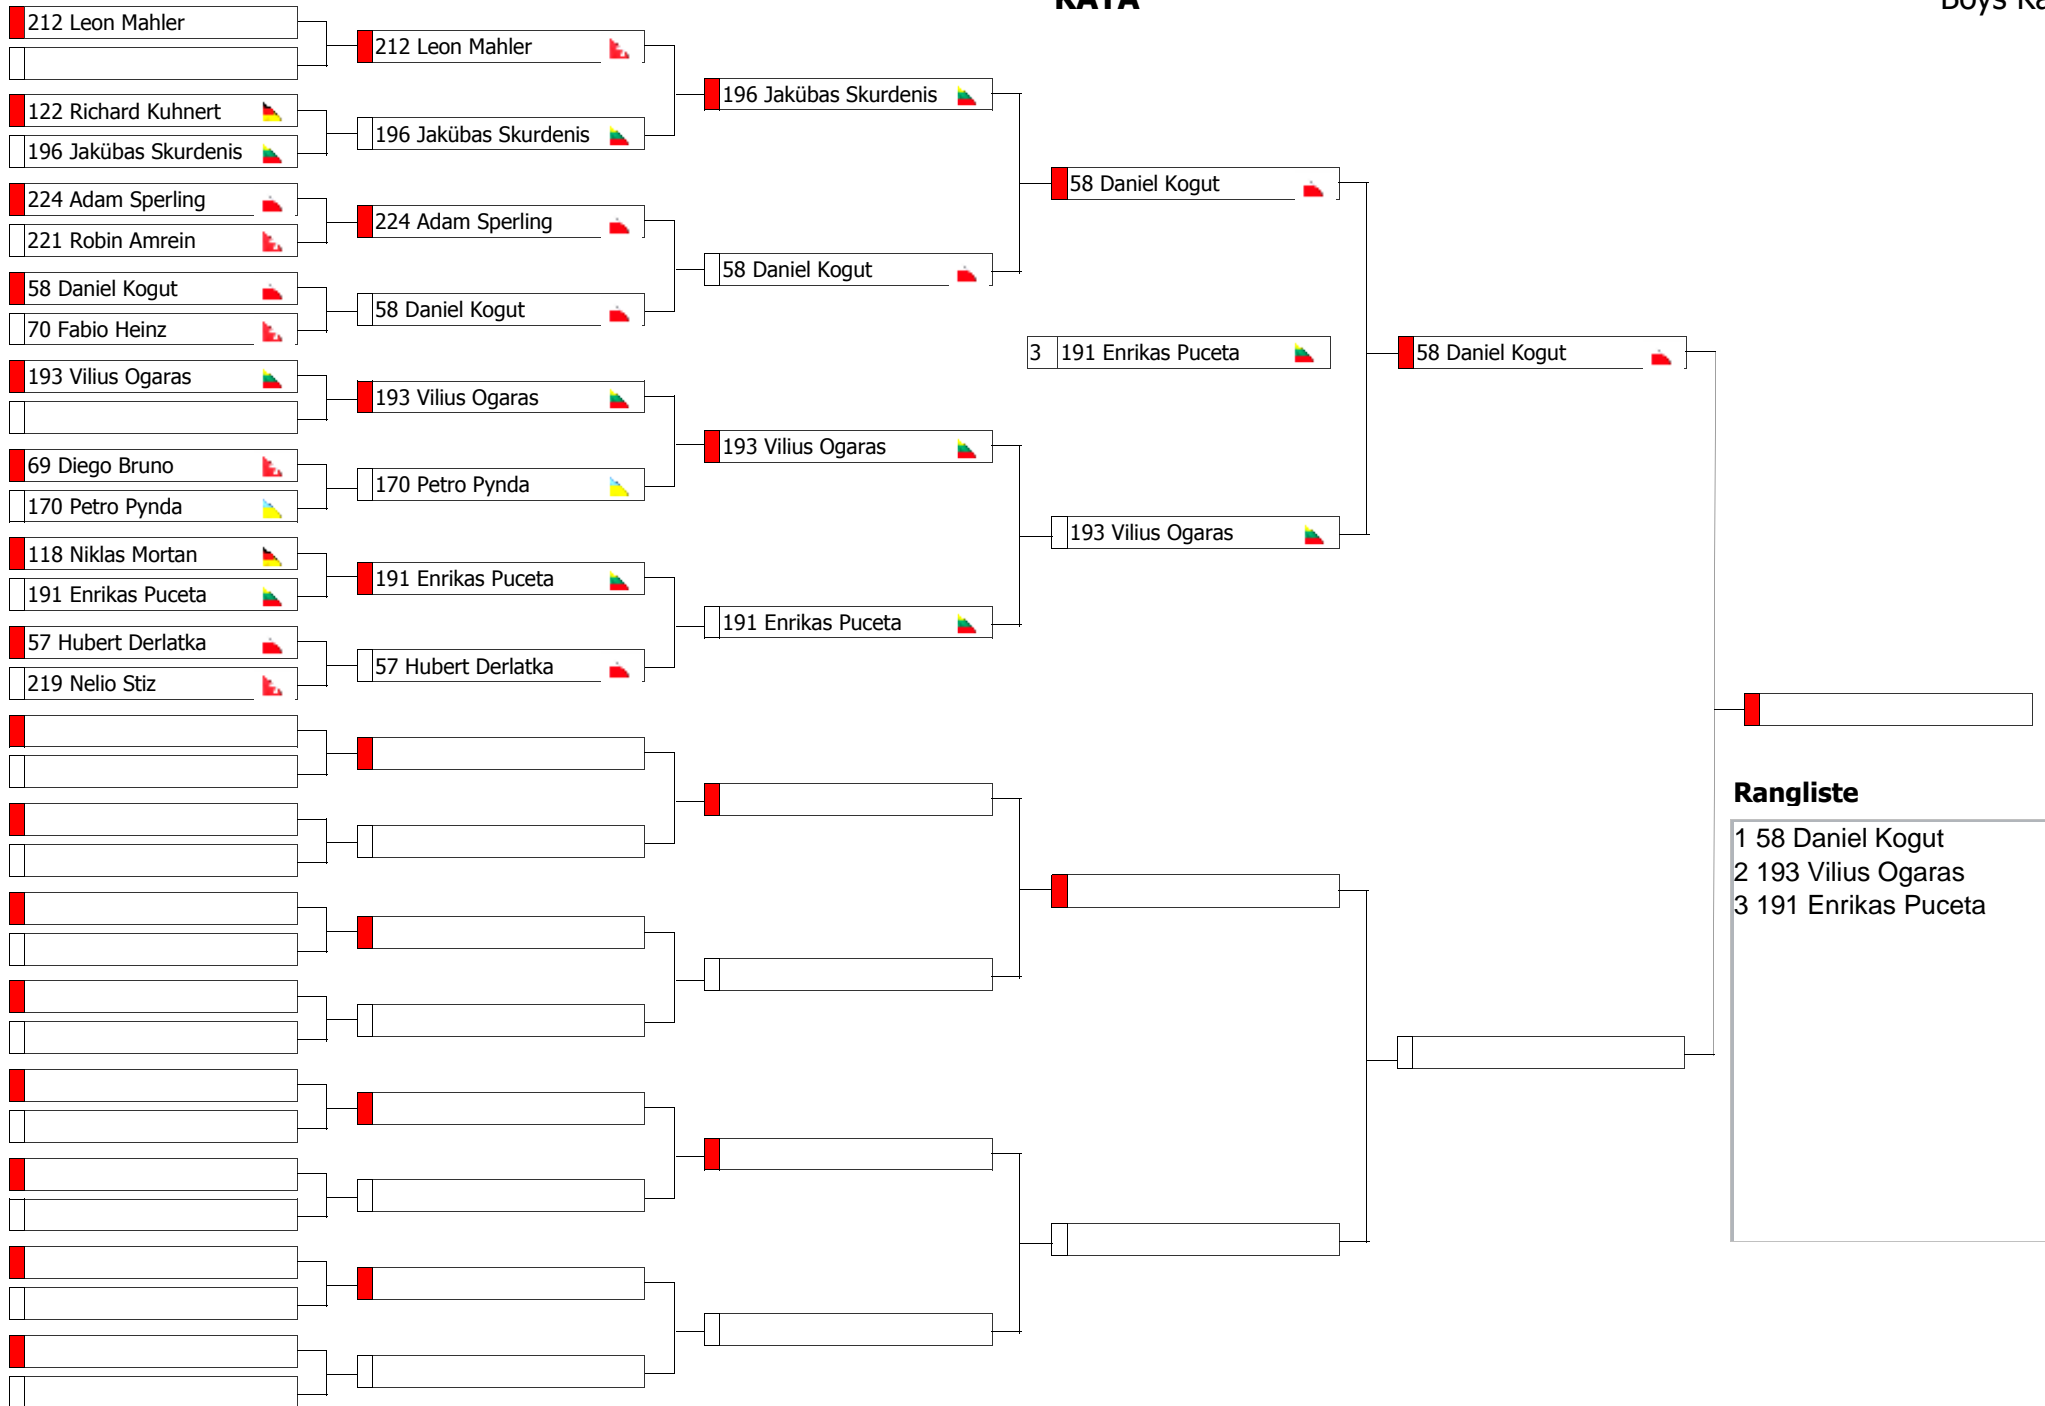 KATA
212 Leon Mahler
122 Richard Kuhnert
196 Jakübas Skurdenis
224 Adam Sperling
221 Robin Amrein
58 Daniel Kogut
70 Fabio Heinz
193 Vilius Ogaras
69 Diego Bruno
170 Petro Pynda
118 Niklas Mortan
191 Enrikas Puceta
57 Hubert Derlatka
219 Nelio Stiz
212 Leon Mahler
196 Jakübas Skurdenis
224 Adam Sperling
58 Daniel Kogut
193 Vilius Ogaras
170 Petro Pynda
191 Enrikas Puceta
57 Hubert Derlatka
196 Jakübas Skurdenis
58 Daniel Kogut
193 Vilius Ogaras
191 Enrikas Puceta
58 Daniel Kogut
3 191 Enrikas Puceta
193 Vilius Ogaras
58 Daniel Kogut
Boys
Rangliste
1 58 Daniel Kogut
2 193 Vilius Ogaras
3 191 Enrikas Puceta